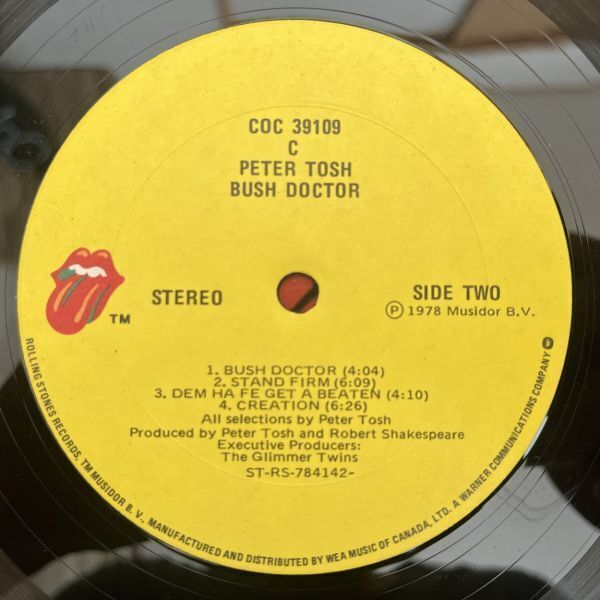 COC 39109
C
PETER TOSH
BUSH DOCTOR
TM
STEREO
SIDE TWO
Ⓟ 1978 Musidor B.V.
1. BUSH DOCTOR (4:04)
2. STAND FIRM (6:09)
3. DEM HA FE GET A BEATEN (4:10)
4. CREATION (6:26)
All selections by Peter Tosh
Produced by Peter Tosh and Robert Shakespeare
Executive Producers:
The Glimmer Twins
ST-RS-784142-
ROLLING STONES RECORDS, TM MUSIDOR B. V., MANUFACTURED AND DISTRIBUTED BY WEA MUSIC OF CANADA, LTD. A WARNER COMMUNICATIONS COMPANY